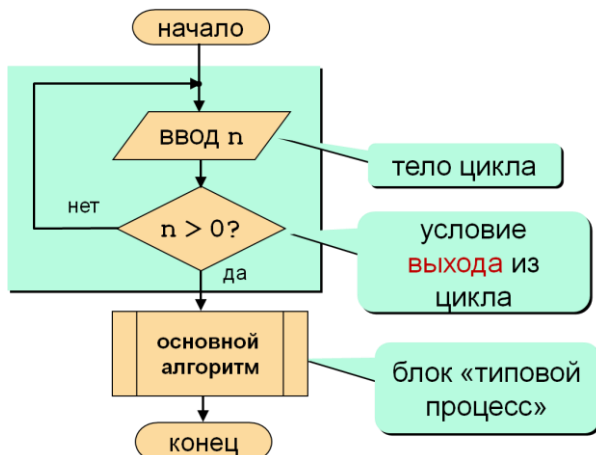 начало
ввод n
тело цикла
нет
n > 0?
условие
выхода из
цикла
да
основной
алгоритм
блок «типовой
процесс»
конец